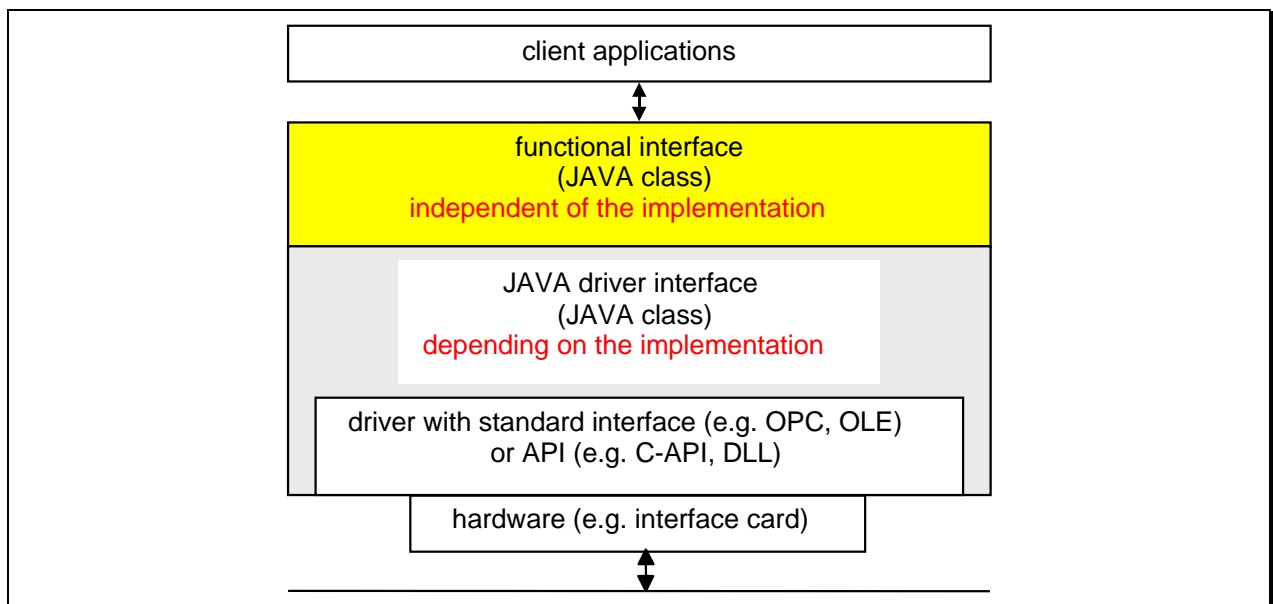 client applications
functional interface
(JAVA class)
independent of the implementation
JAVA driver interface
(JAVA class)
depending on the implementation
driver with standard interface (e.g. OPC, OLE)
or API (e.g. C-API, DLL)
hardware (e.g. interface card)